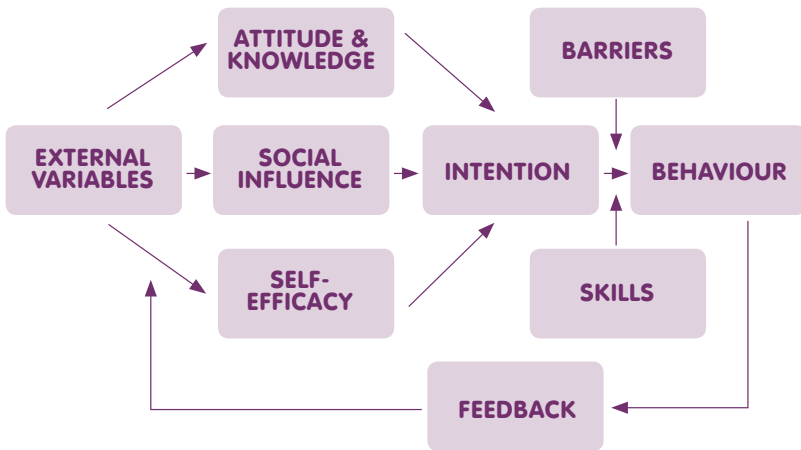 ATTITUDE &
KNOWLEDGE
BARRIERS
EXTERNAL
VARIABLES
SOCIAL
INFLUENCE
INTENTION
BEHAVIOUR
SELF-
EFFICACY
SKILLS
FEEDBACK